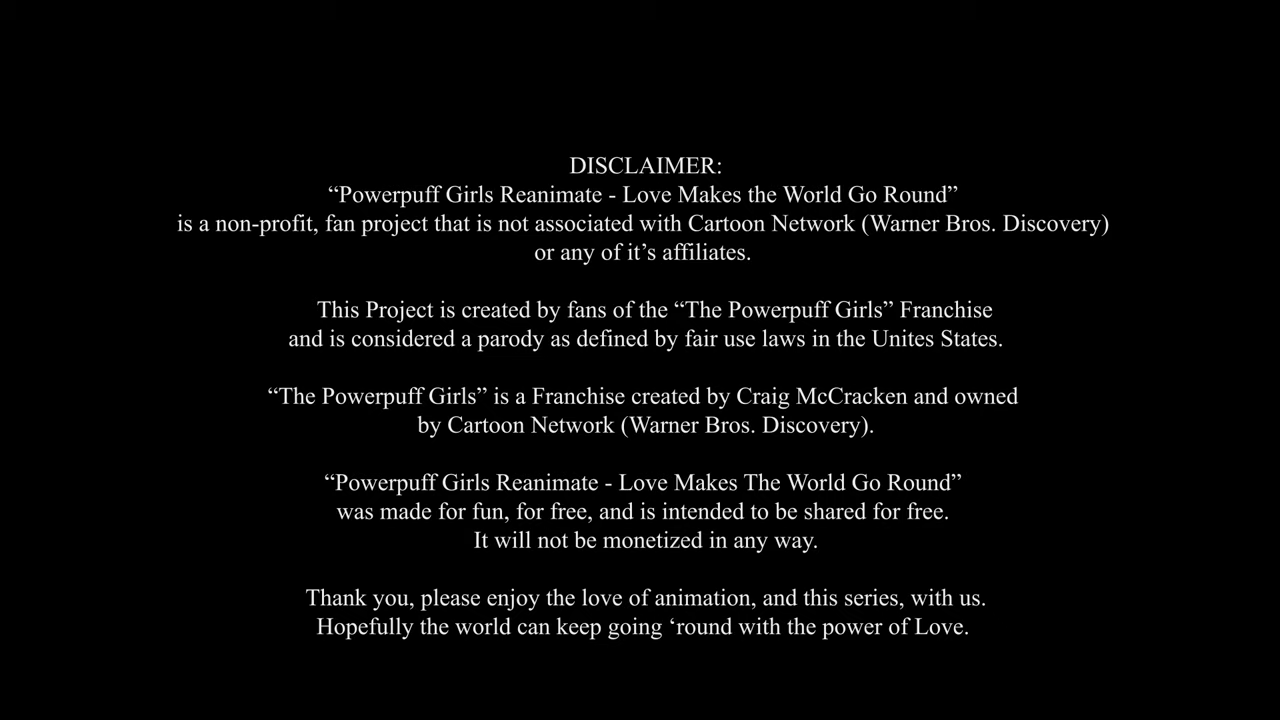 DISCLAIMER:
“Powerpuff Girls Reanimate - Love Makes the World Go Round”
is a non-profit, fan project that is not associated with Cartoon Network (Warner Bros. Discovery)
or any of it’s affiliates.
This Project is created by fans of the “The Powerpuff Girls” Franchise
and is considered a parody as defined by fair use laws in the Unites States.
“The Powerpuff Girls” is a Franchise created by Craig McCracken and owned
by Cartoon Network (Warner Bros. Discovery).
“Powerpuff Girls Reanimate - Love Makes The World Go Round”
was made for fun, for free, and is intended to be shared for free.
It will not be monetized in any way.
Thank you, please enjoy the love of animation, and this series, with us.
Hopefully the world can keep going ‘round with the power of Love.